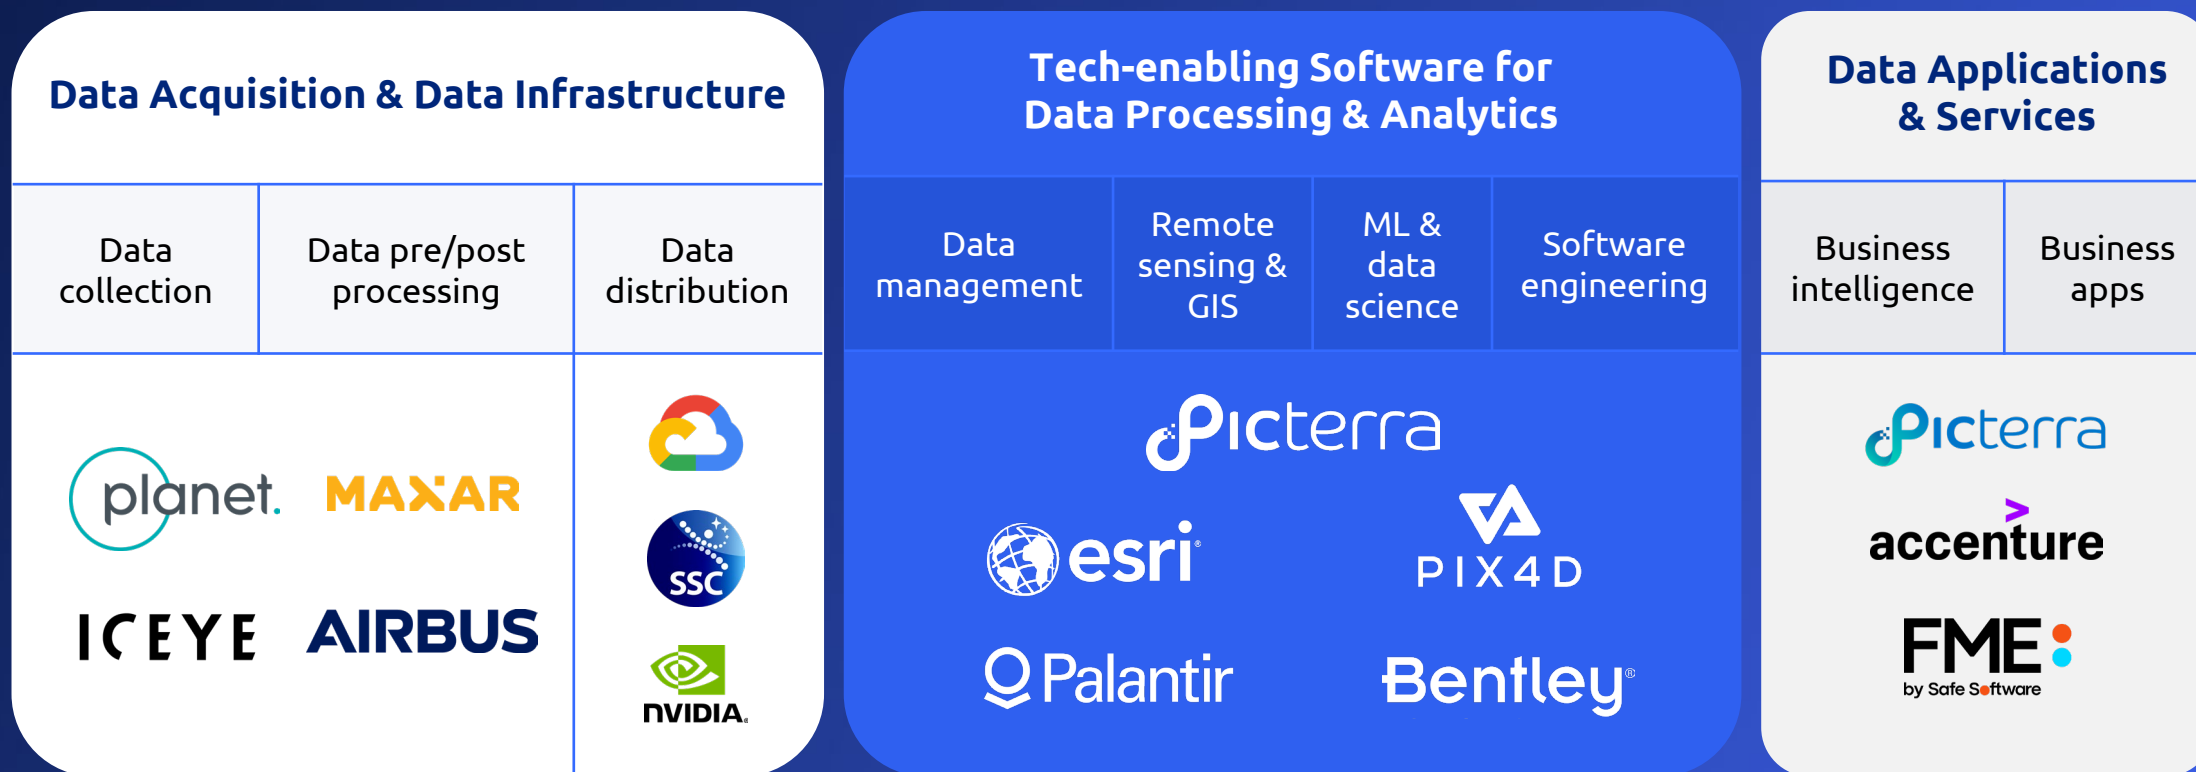 Data Acquisition & Data Infrastructure
Data
collection
Data pre/post
processing
Data
distribution
planet.
MAXAR
ICEYE
AIRBUS
SSC
NVIDIA.
Tech-enabling Software for
Data Processing & Analytics
Data
management
Remote
sensing &
GIS
ML &
data
science
Software
engineering
Picterra
esri®
PIX4D
Palantir
Bentley®
Data Applications
& Services
Business
intelligence
Business
apps
Picterra
accenture
FME
by Safe Software